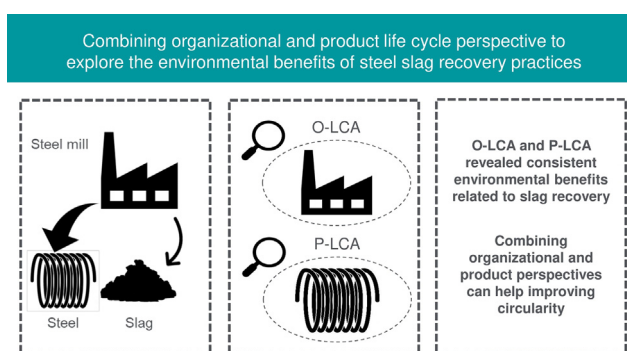 Combining organizational and product life cycle perspective to
explore the environmental benefits of steel slag recovery practices
Steel mill
Steel
Slag
O-LCA
P-LCA
O-LCA and P-LCA
revealed consistent
environmental benefits
related to slag recovery
Combining
organizational and
product perspectives
can help improving
circularity